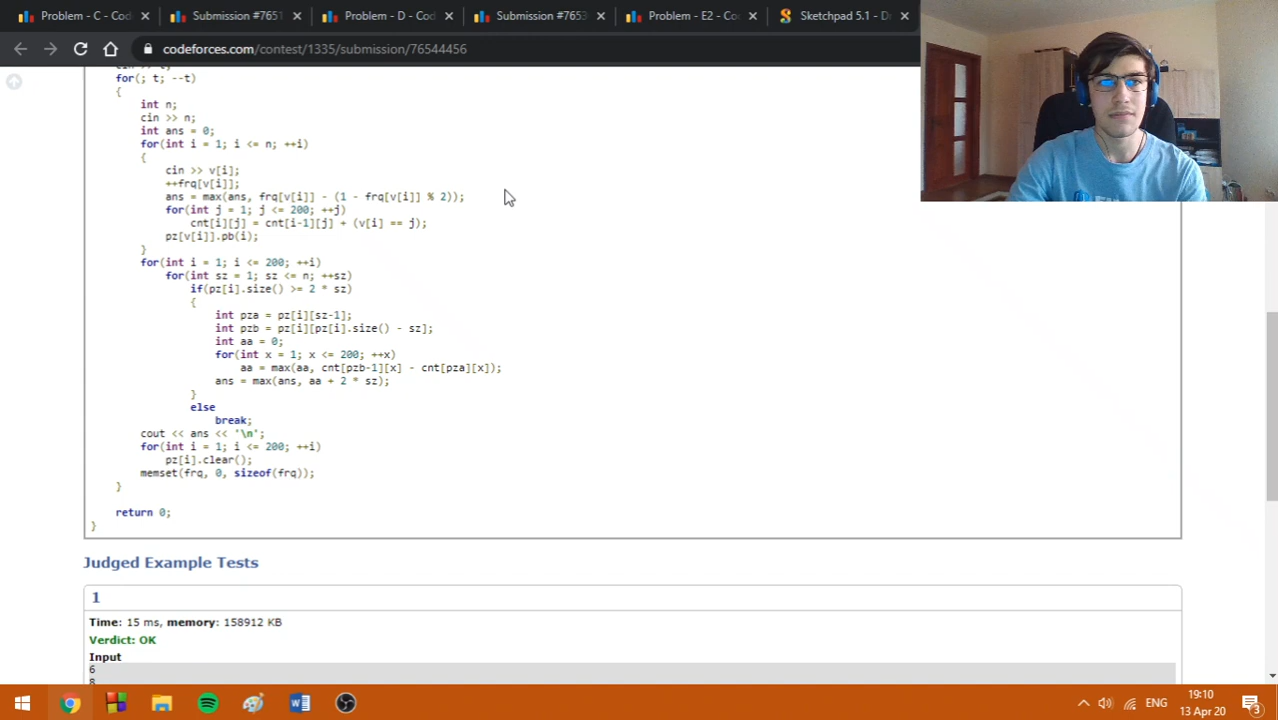 Problem - C - Cod
Submission #7651
Problem - D - Cod
Submission #7653
Problem - E2 - Co
Sketchpad 5.1 - Dr
codeforces.com/contest/1335/submission/76544456
for(; t; --t)
{
int n;
cin >> n;
int ans = 0;
for(int i = 1; i <= n; ++i)
{
cin >> v[i];
++frq[v[i]];
ans = max(ans, frq[v[i]] - (1 - frq[v[i]] % 2));
for(int j = 1; j <= 200; ++j)
cnt[i][j] = cnt[i-1][j] + (v[i] == j);
pz[v[i]].pb(i);
}
for(int i = 1; i <= 200; ++i)
for(int sz = 1; sz <= n; ++sz)
if(pz[i].size() >= 2 * sz)
{
int pza = pz[i][sz-1];
int pzb = pz[i][pz[i].size() - sz];
int aa = 0;
for(int x = 1; x <= 200; ++x)
aa = max(aa, cnt[pzb-1][x] - cnt[pza][x]);
ans = max(ans, aa + 2 * sz);
}
else
break;
cout << ans << '\n';
for(int i = 1; i <= 200; ++i)
pz[i].clear();
memset(frq, 0, sizeof(frq));
}
return 0;
}
Judged Example Tests
1
Time: 15 ms, memory: 158912 KB
Verdict: OK
Input
6
8
ENG
19:10
13 Apr 20
3